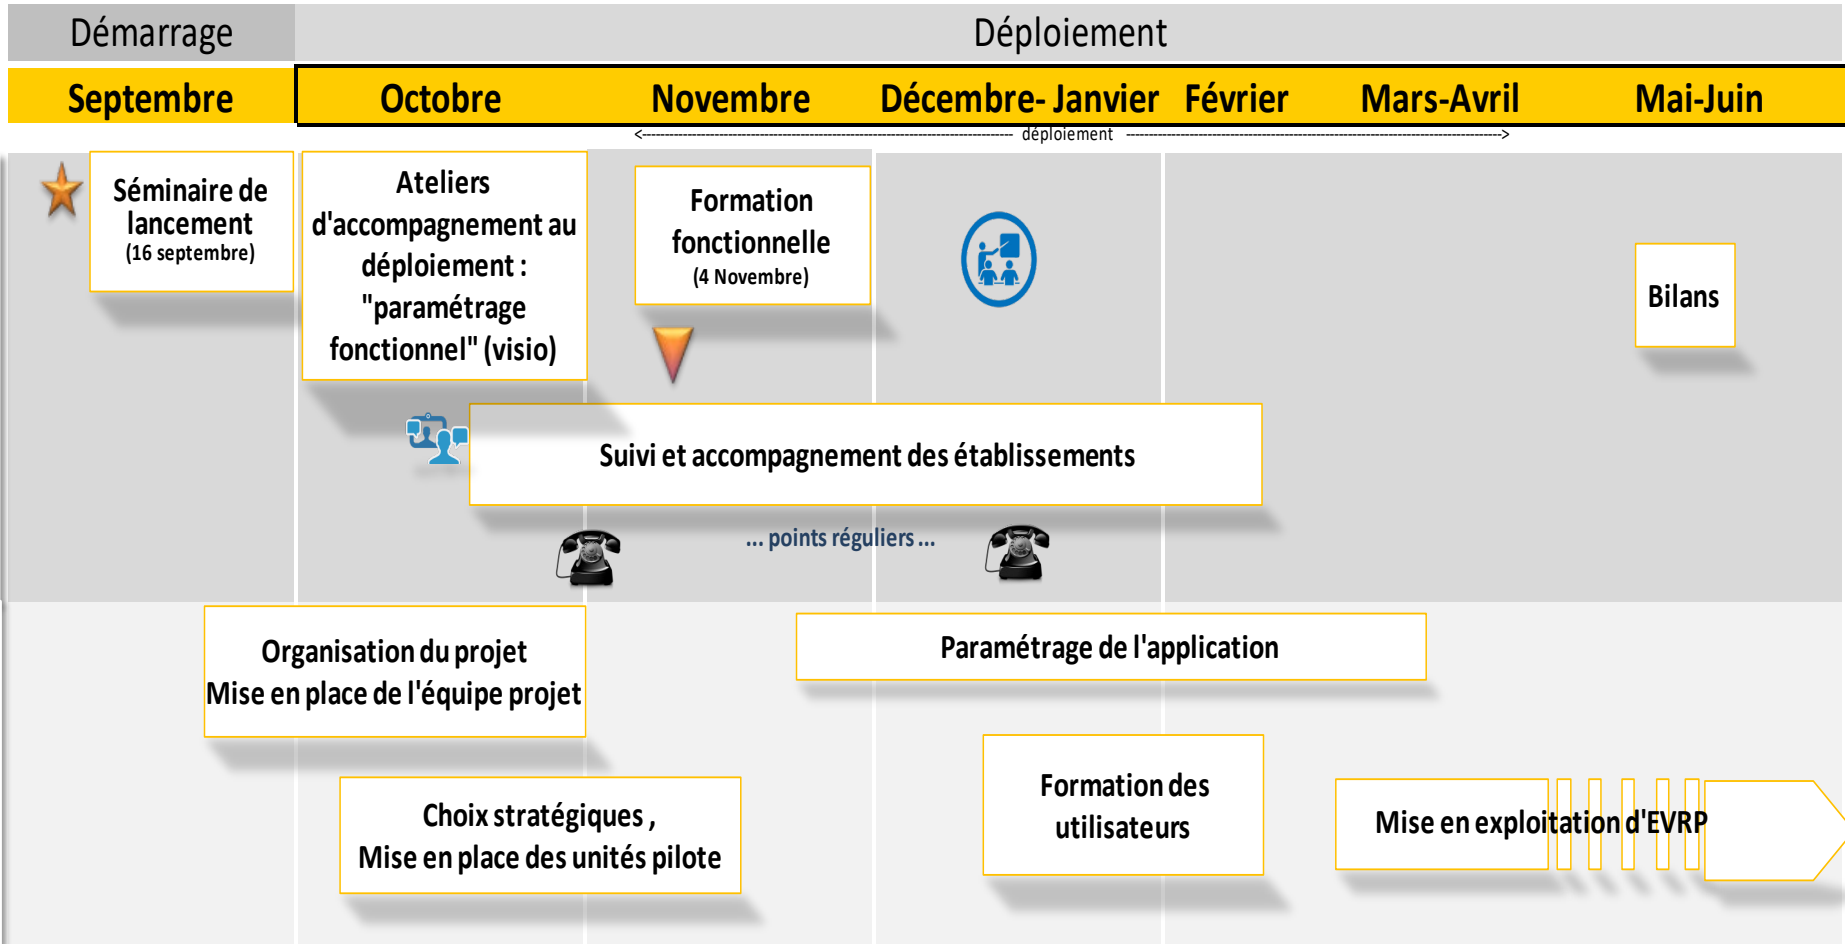 Démarrage
Déploiement
Septembre
Octobre
Novembre
Décembre- Janvier
Février
Mars-Avril
Mai-Juin
déploiement
Séminaire de
lancement
(16 septembre)
Ateliers
d'accompagnement au
déploiement :
"paramétrage
fonctionnel" (visio)
Formation
fonctionnelle
(4 Novembre)
Bilans
Suivi et accompagnement des établissements
... points réguliers ...
Organisation du projet
Mise en place de l'équipe projet
Paramétrage de l'application
Choix stratégiques ,
Mise en place des unités pilote
Formation des
utilisateurs
Mise en exploitation d'EVRP